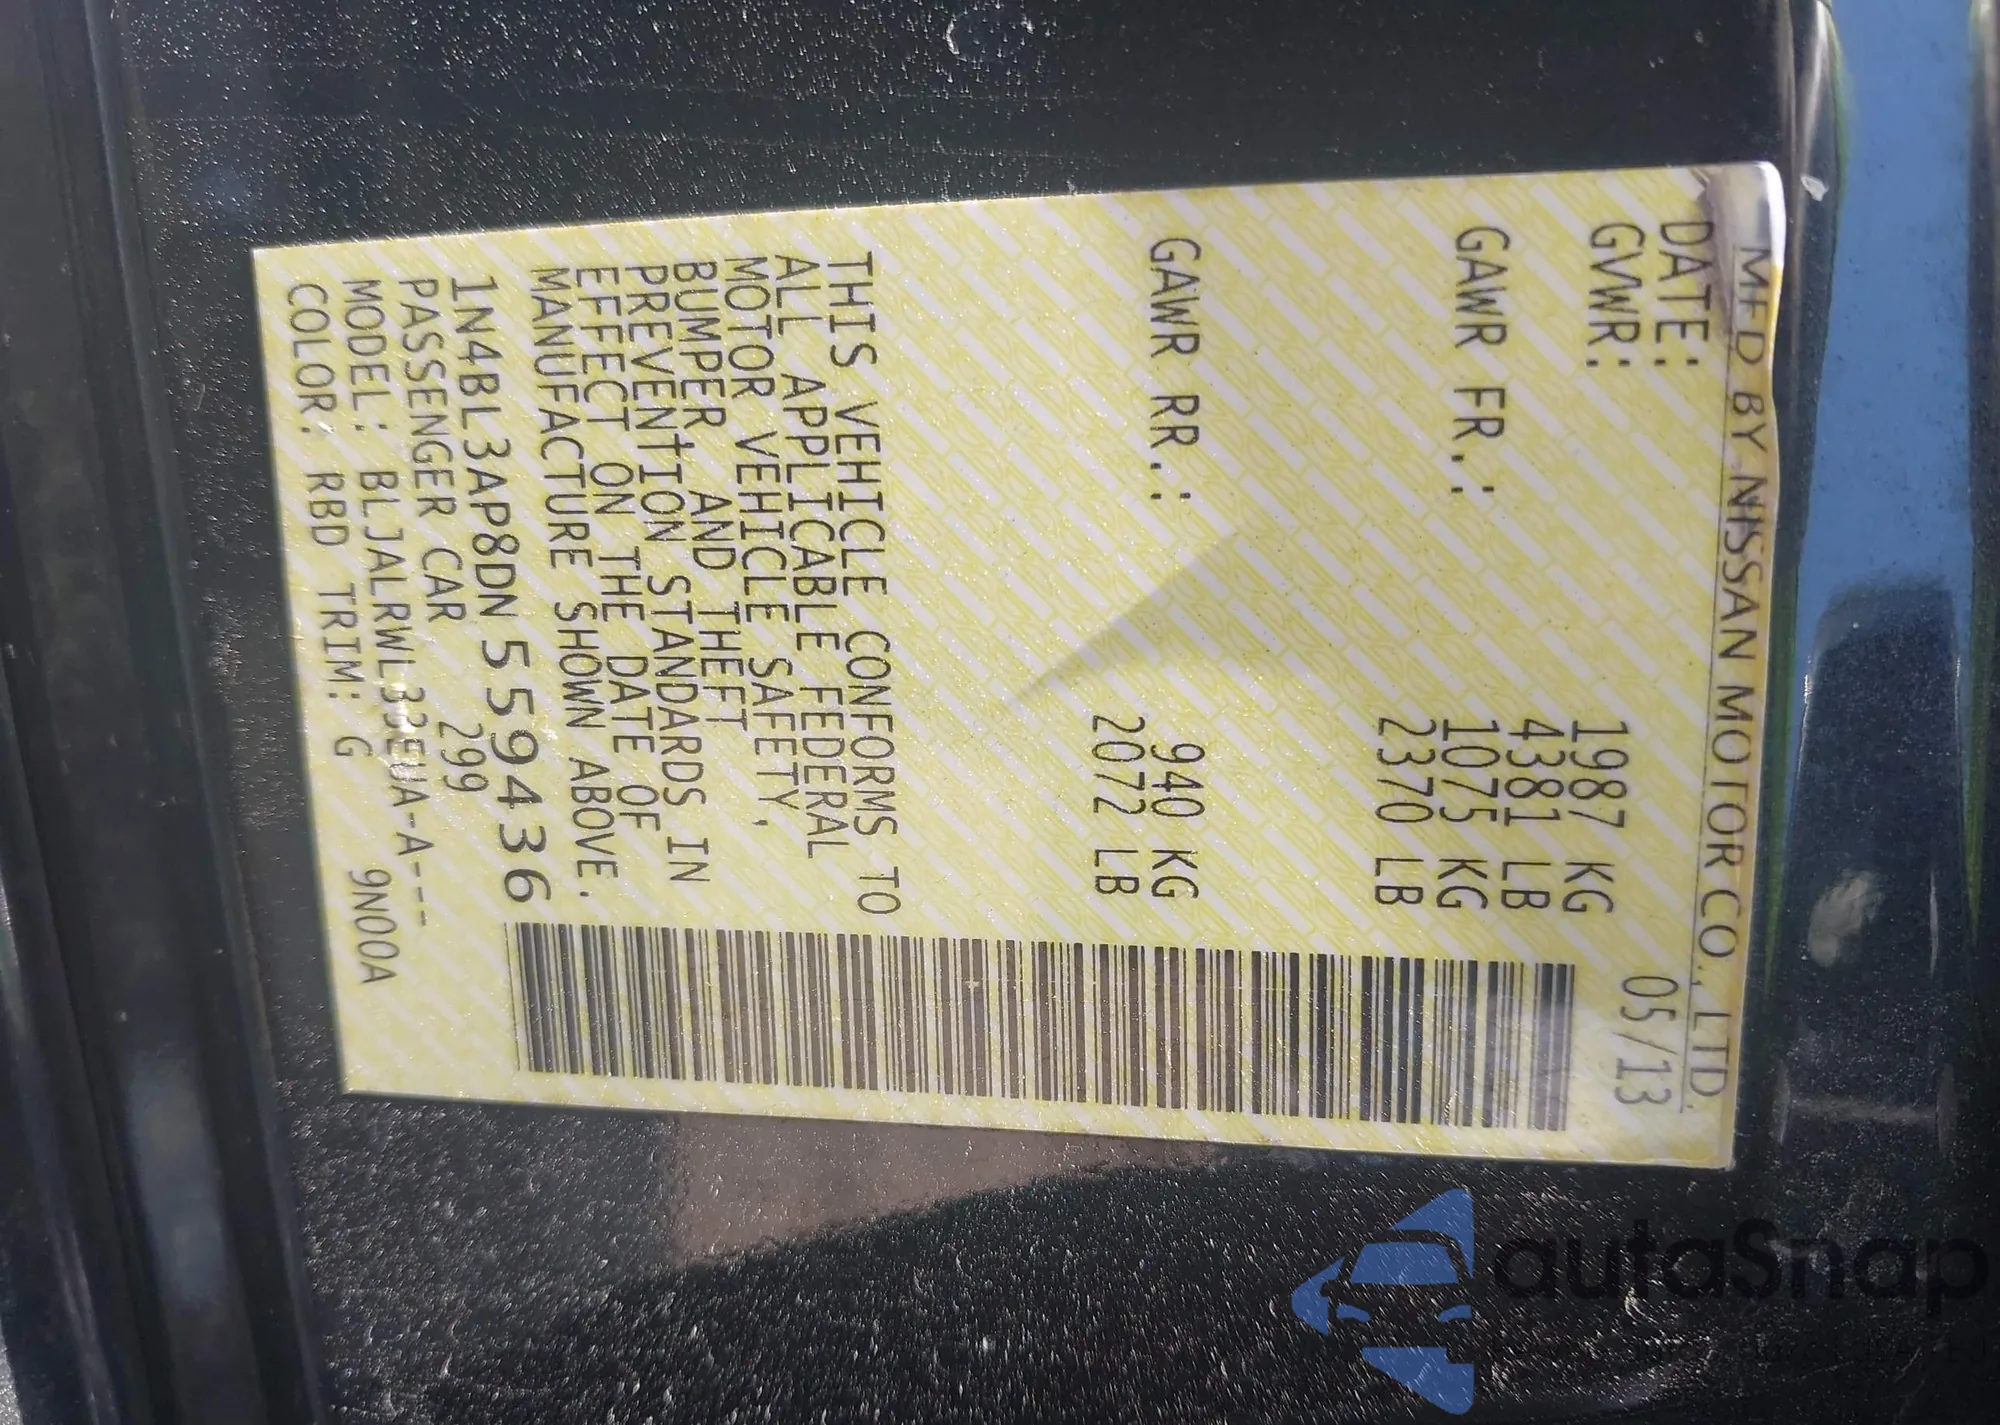 MFD BY NISSAN MOTOR CO., LTD.
DATE: 05/13
GVWR: 1987 KG
4381 LB
GAWR FR.: 1075 KG
2370 LB
GAWR RR.: 940 KG
2072 LB
THIS VEHICLE CONFORMS TO
ALL APPLICABLE FEDERAL
MOTOR VEHICLE SAFETY,
BUMPER AND THEFT
PREVENTION STANDARDS IN
EFFECT ON THE DATE OF
MANUFACTURE SHOWN ABOVE.
1N4BL3AP8DN 559436
PASSENGER CAR 299
MODEL: BLJALRWL33EUA-A---
COLOR: RBD TRIM: G 9N00A
autaSnap